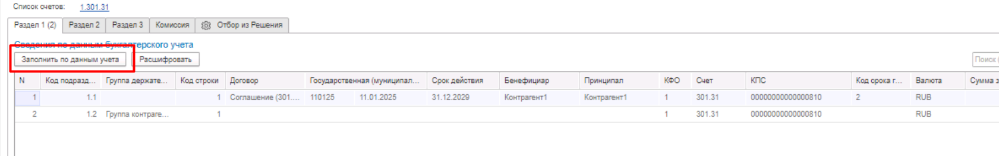 Список счетов: 1.301.31
Раздел 1 (2) Раздел 2 Раздел 3 Комиссия Отбор из Решения
Сведения по данным бухгалтерского учета
Заполнить по данным учета Расшифровать Поиск (
N Код подразд... Группа держате... Код строки Договор Государственная (муниципал... Срок действия Бенефициар Принципал КФО Счет КПС Код срока г... Валюта Сумма з
1 1.1 1 Соглашение (301.... 110125 11.01.2025 31.12.2029 Контрагент1 Контрагент1 1 301.31 00000000000000810 2 RUB
2 1.2 Группа контраге... 1 1 301.31 00000000000000810 RUB